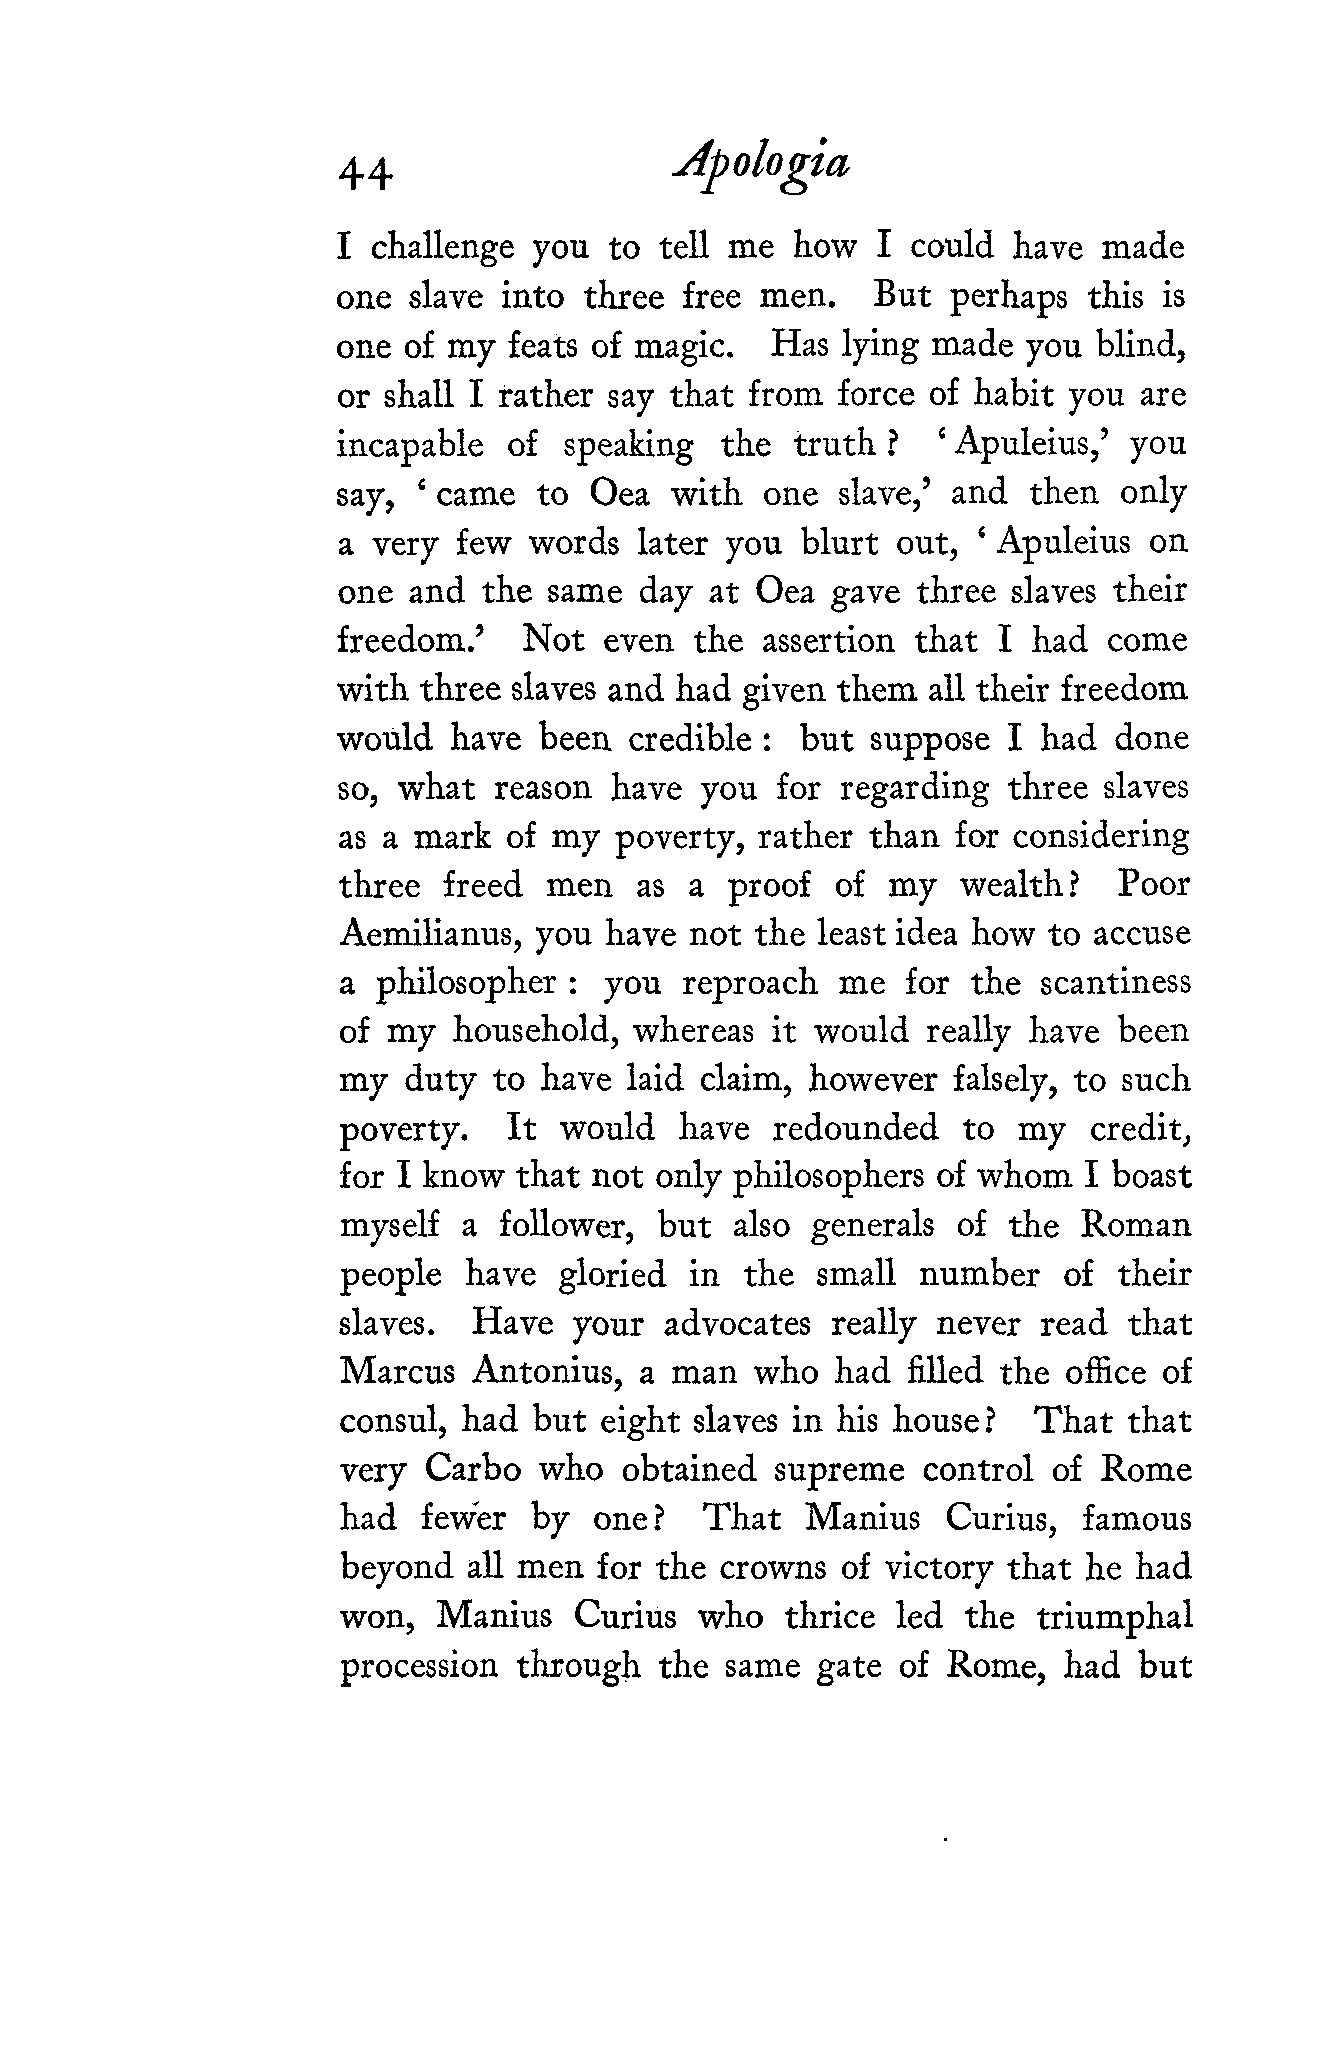 44 Apologia
I challenge you to tell me how I could have made
one slave into three free men. But perhaps this is
one of my feats of magic. Has lying made you blind,
or shall I rather say that from force of habit you are
incapable of speaking the truth ? ‘ Apuleius,’ you
say, ‘ came to Oea with one slave,’ and then only
a very few words later you blurt out, ‘ Apuleius on
one and the same day at Oea gave three slaves their
freedom.’ Not even the assertion that I had come
with three slaves and had given them all their freedom
would have been credible : but suppose I had done
so, what reason have you for regarding three slaves
as a mark of my poverty, rather than for considering
three freed men as a proof of my wealth? Poor
Aemilianus, you have not the least idea how to accuse
a philosopher : you reproach me for the scantiness
of my household, whereas it would really have been
my duty to have laid claim, however falsely, to such
poverty. It would have redounded to my credit,
for I know that not only philosophers of whom I boast
myself a follower, but also generals of the Roman
people have gloried in the small number of their
slaves. Have your advocates really never read that
Marcus Antonius, a man who had filled the office of
consul, had but eight slaves in his house? That that
very Carbo who obtained supreme control of Rome
had fewer by one? That Manius Curius, famous
beyond all men for the crowns of victory that he had
won, Manius Curius who thrice led the triumphal
procession through the same gate of Rome, had but